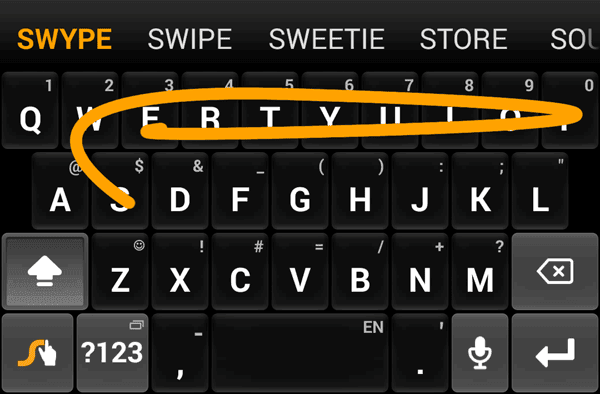 SWYPE SWIPE SWEETIE STORE SOU
1 2 3 4 5 6 7 8 9 0
Q W E R T Y U I O P
@ $ & _ ( ) : ; "
A S D F G H J K L
! # = / + ?
Z X C V B N M
- EN '
?123 , .